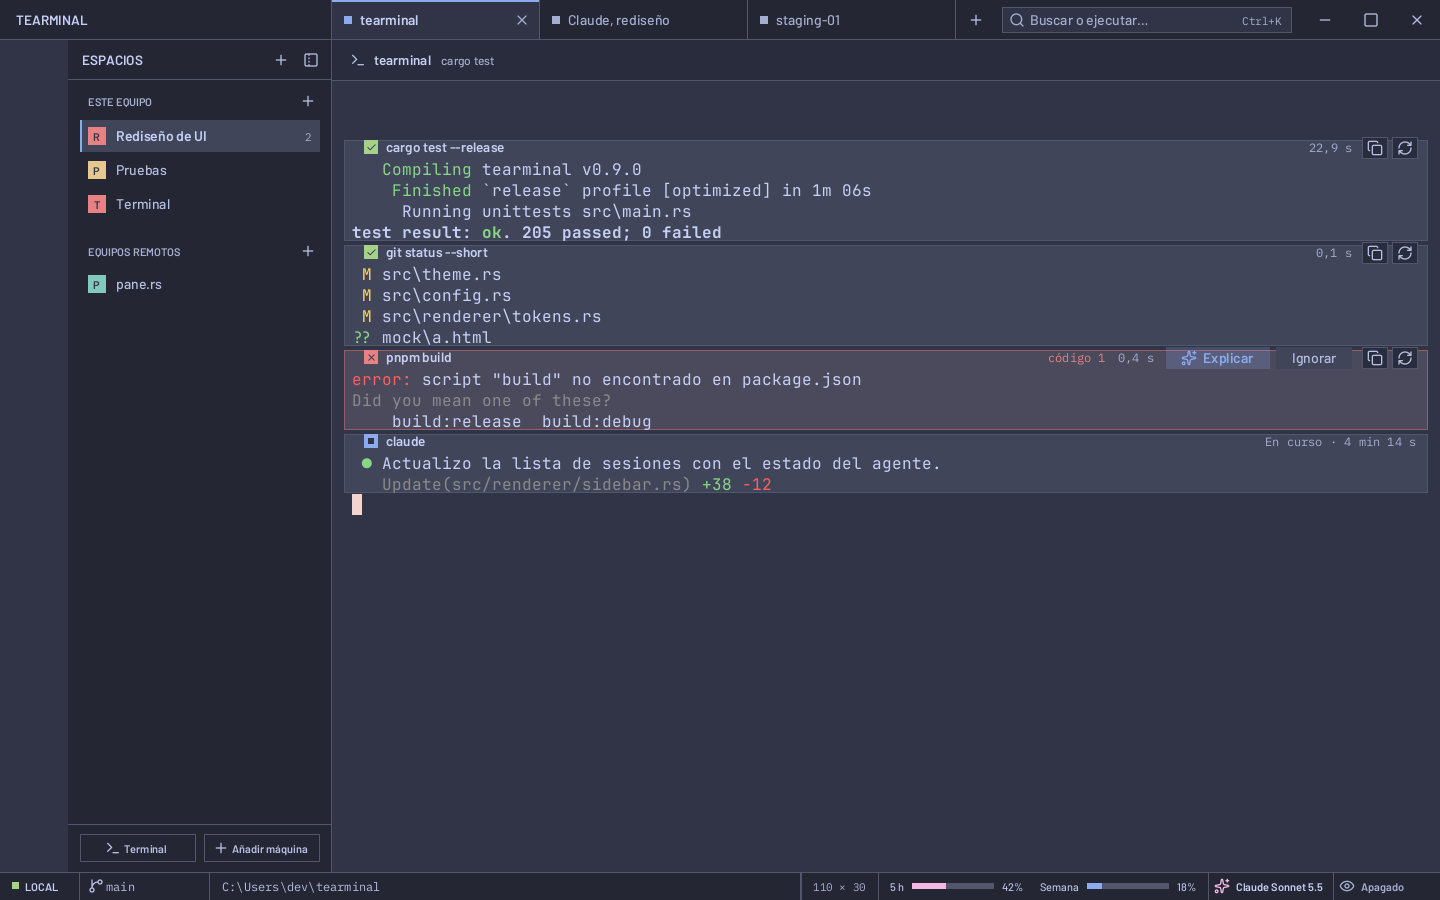 TEARMINAL
tearminal
Claude, rediseño
staging-01
Buscar o ejecutar...
Ctrl+K
ESPACIOS
tearminal cargo test
ESTE EQUIPO
R Rediseño de UI 2
P Pruebas
T Terminal
EQUIPOS REMOTOS
P pane.rs
cargo test --release 22,9 s
Compiling tearminal v0.9.0
Finished `release` profile [optimized] in 1m 06s
Running unittests src\main.rs
test result: ok. 205 passed; 0 failed
git status --short 0,1 s
M src\theme.rs
M src\config.rs
M src\renderer\tokens.rs
?? mock\a.html
pnpm build código 1 0,4 s Explicar Ignorar
error: script "build" no encontrado en package.json
Did you mean one of these?
build:release build:debug
claude En curso · 4 min 14 s
Actualizo la lista de sesiones con el estado del agente.
Update(src/renderer/sidebar.rs) +38 -12
Terminal
Añadir máquina
LOCAL
main
C:\Users\dev\tearminal
110 × 30
5 h 42%
Semana 18%
Claude Sonnet 5.5
Apagado